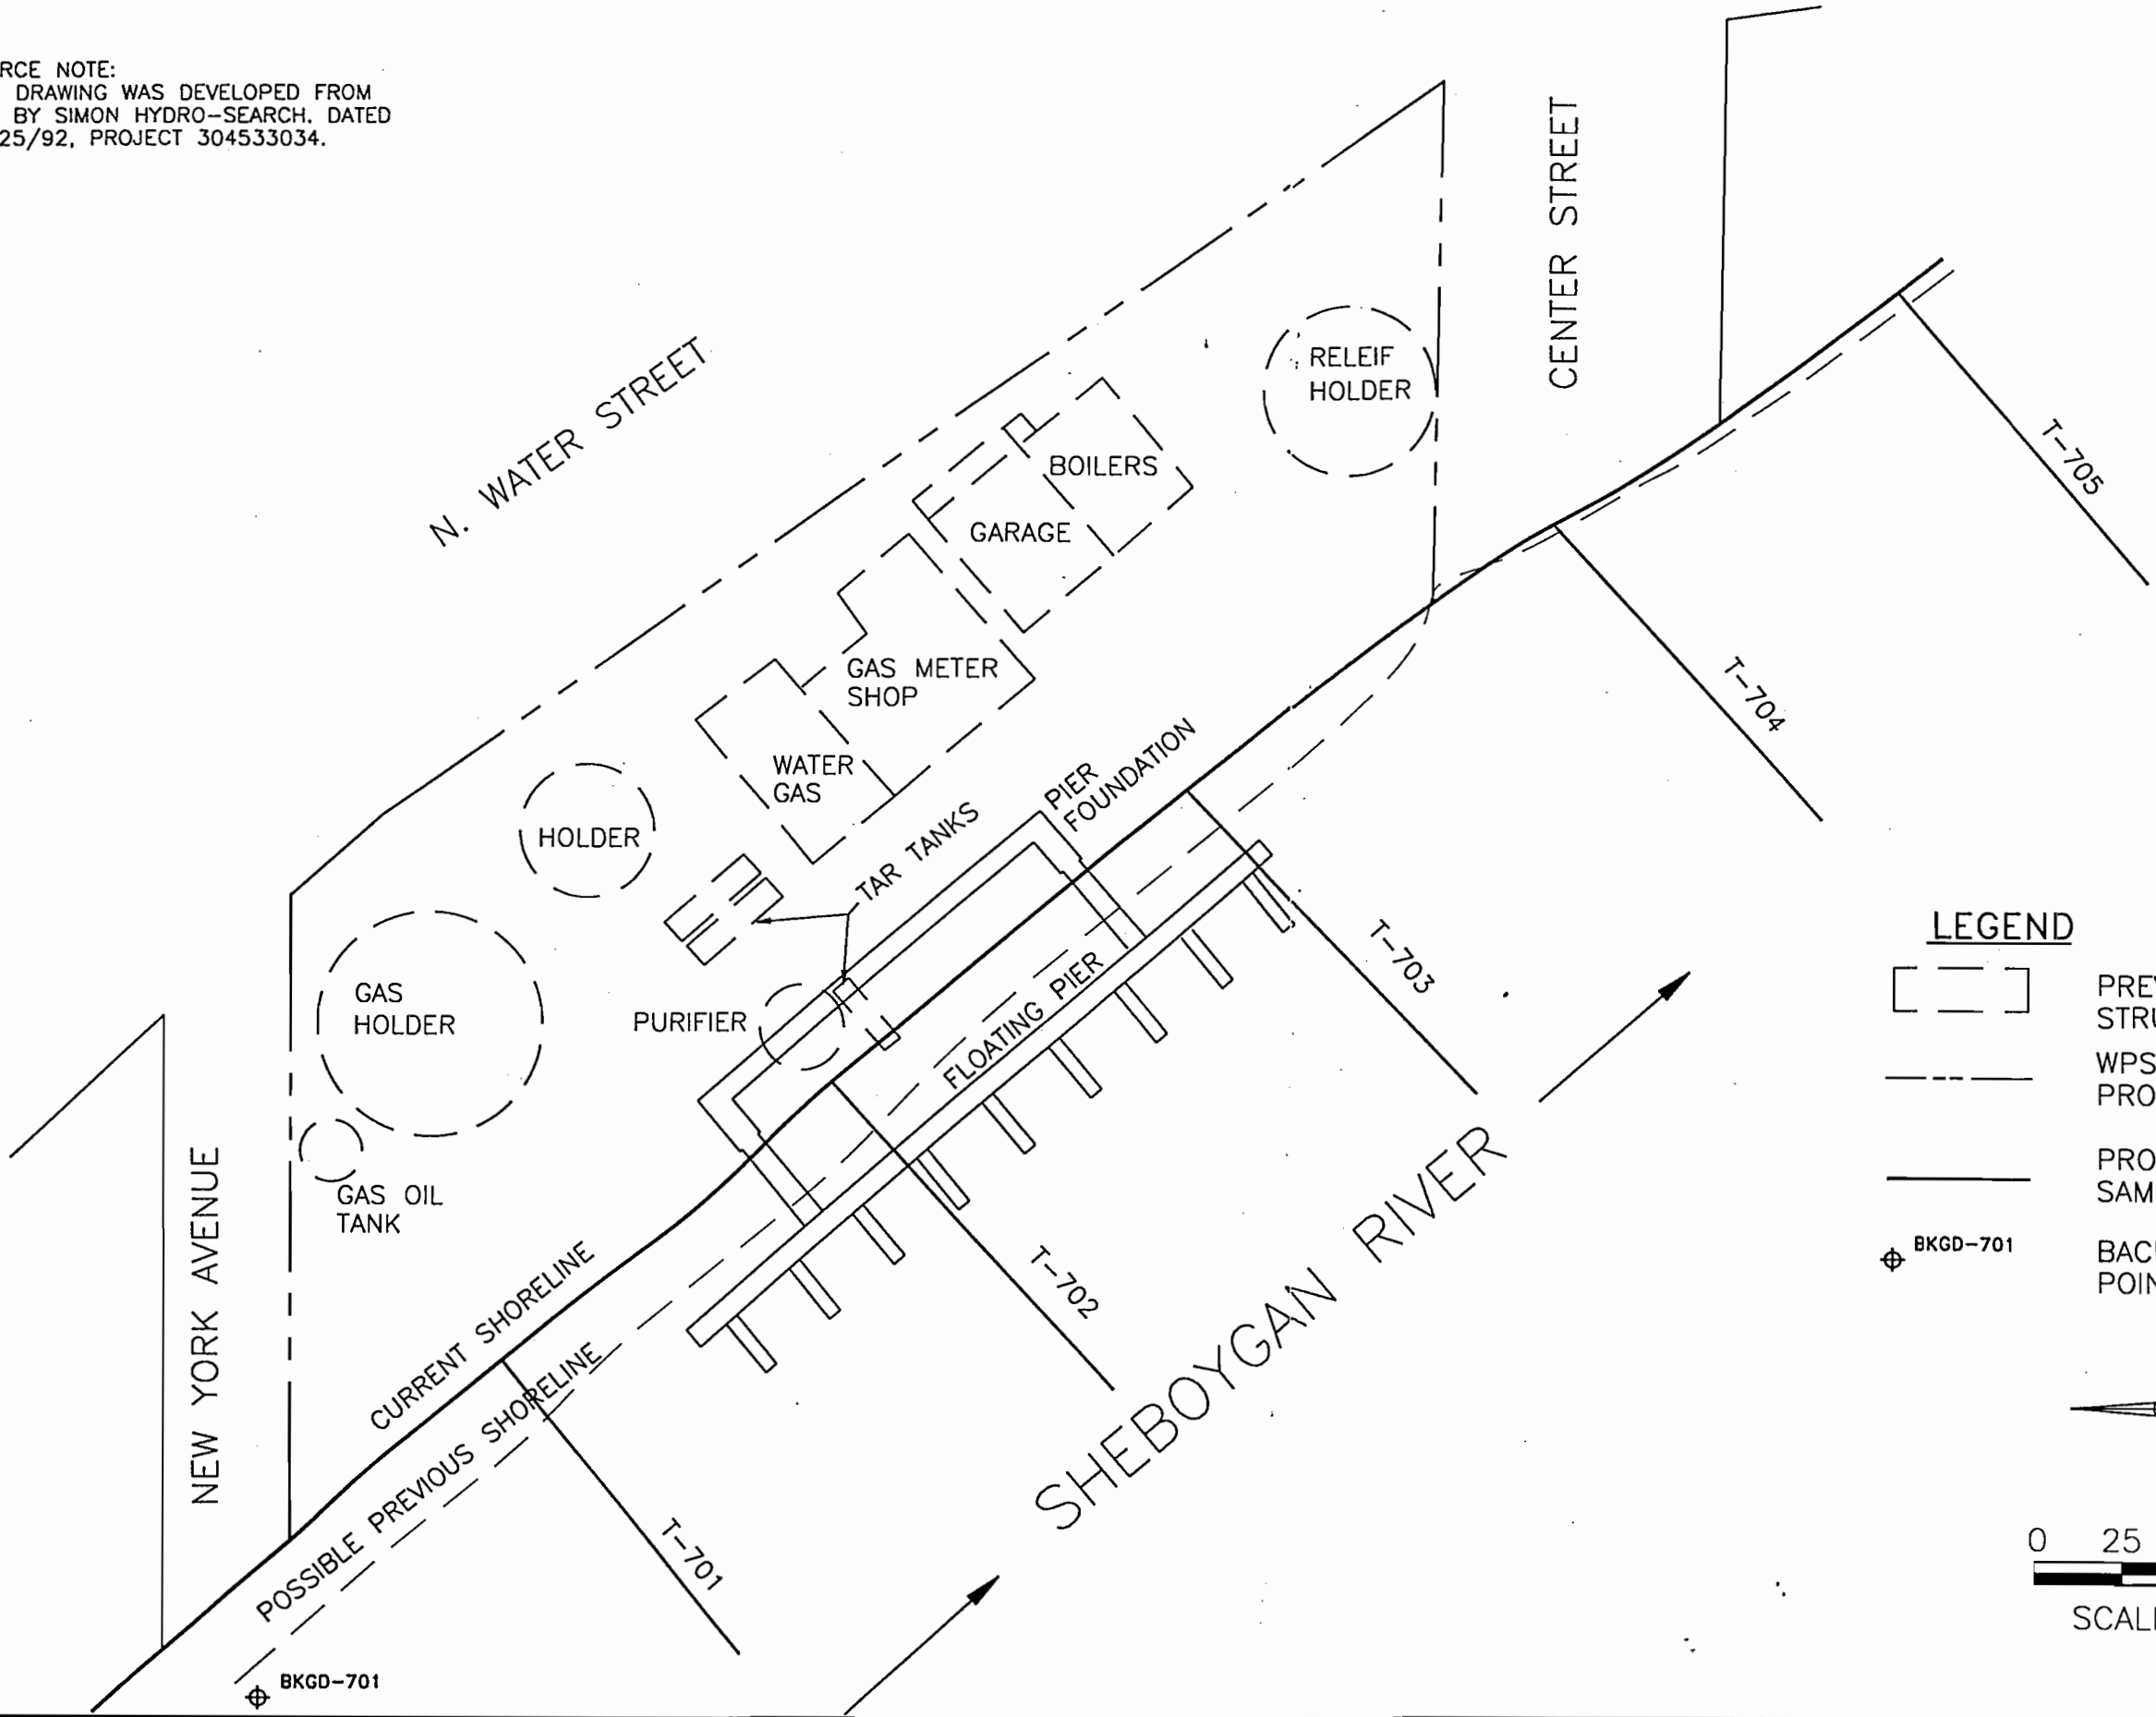 RCE NOTE:
DRAWING WAS DEVELOPED FROM
BY SIMON HYDRO-SEARCH. DATED
25/92, PROJECT 304533034.
CENTER STREET
N. WATER STREET
RELEIF
HOLDER
BOILERS
GARAGE
T-705
GAS METER
SHOP
T-704
WATER
GAS
PIER
FOUNDATION
HOLDER
TAR TANKS
GAS
HOLDER
PURIFIER
FLOATING PIER
T-703
GAS OIL
TANK
NEW YORK AVENUE
CURRENT SHORELINE
POSSIBLE PREVIOUS SHORELINE
T-702
SHEBOYGAN RIVER
T-701
BKGD-701
LEGEND
PRE
STR
WPS
PRO
PRO
SAM
BKGD-701
BAC
POI
0 25
SCAL